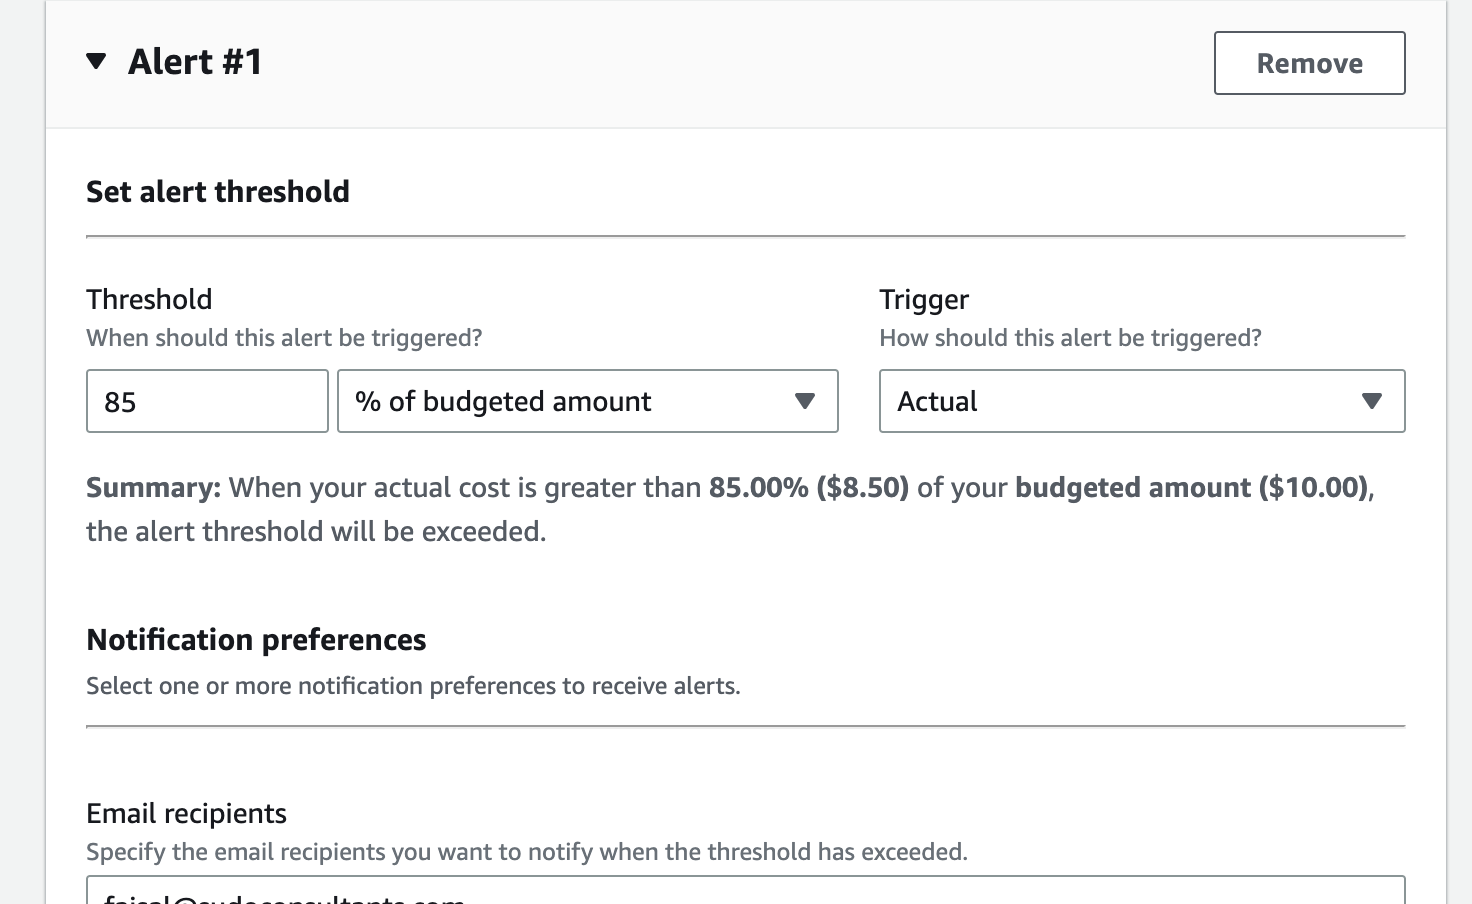 Alert #1
Remove
Set alert threshold
Threshold
When should this alert be triggered?
85
% of budgeted amount
Trigger
How should this alert be triggered?
Actual
Summary: When your actual cost is greater than 85.00% ($8.50) of your budgeted amount ($10.00),
the alert threshold will be exceeded.
Notification preferences
Select one or more notification preferences to receive alerts.
Email recipients
Specify the email recipients you want to notify when the threshold has exceeded.
faisal@sudoconsultants.com